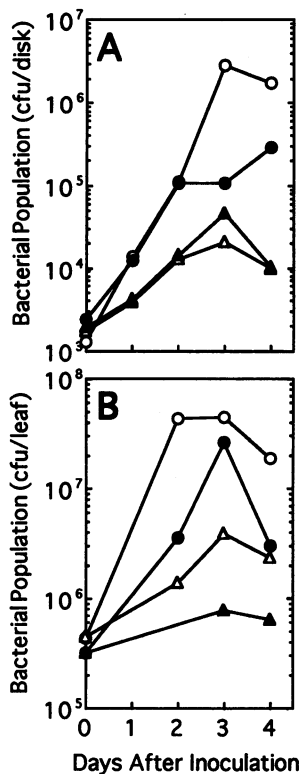 10⁷
A
10⁶
10⁵
10⁴
10³
Bacterial Population (cfu/disk)
10⁸
B
10⁷
10⁶
10⁵
Bacterial Population (cfu/leaf)
0 1 2 3 4
Days After Inoculation